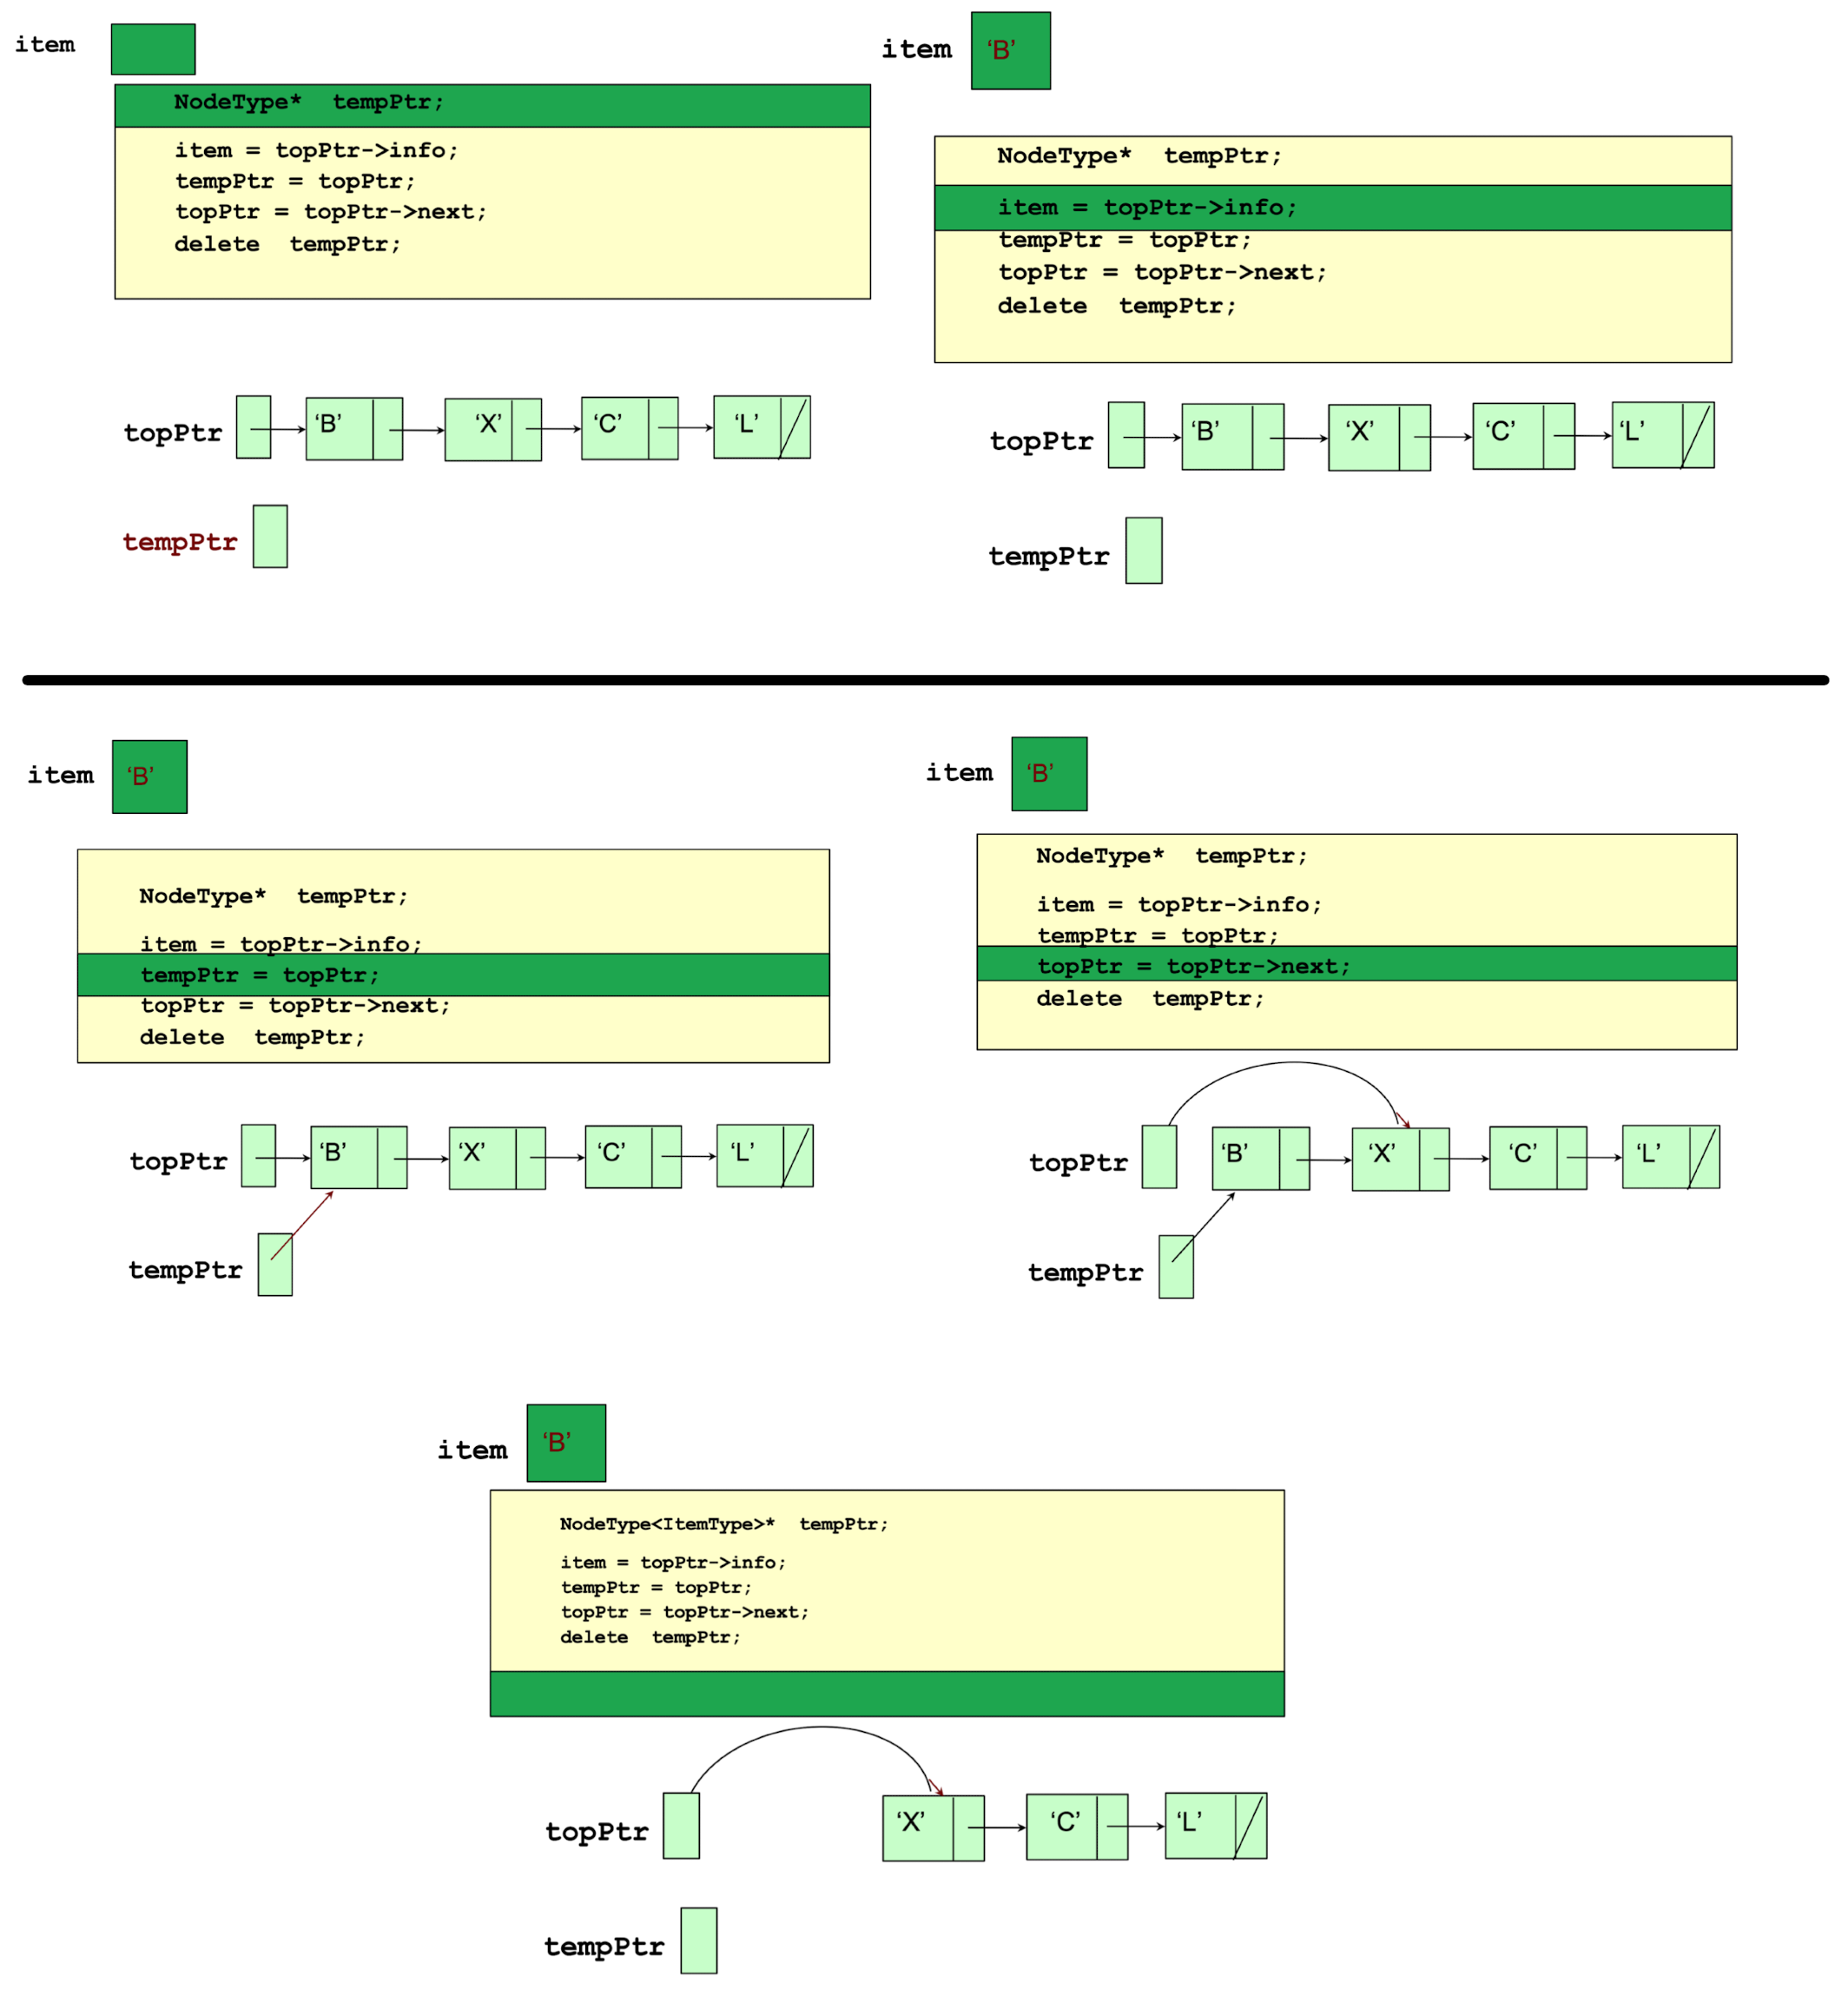 item
NodeType*  tempPtr;
item = topPtr->info;
tempPtr = topPtr;
topPtr = topPtr->next;
delete  tempPtr;
topPtr ‘B’ ‘X’ ‘C’ ‘L’
tempPtr
item ‘B’
NodeType*  tempPtr;
item = topPtr->info;
tempPtr = topPtr;
topPtr = topPtr->next;
delete  tempPtr;
topPtr ‘B’ ‘X’ ‘C’ ‘L’
tempPtr
item ‘B’
NodeType*  tempPtr;
item = topPtr->info;
tempPtr = topPtr;
topPtr = topPtr->next;
delete  tempPtr;
topPtr ‘B’ ‘X’ ‘C’ ‘L’
tempPtr
item ‘B’
NodeType*  tempPtr;
item = topPtr->info;
tempPtr = topPtr;
topPtr = topPtr->next;
delete  tempPtr;
topPtr ‘B’ ‘X’ ‘C’ ‘L’
tempPtr
item ‘B’
NodeType<ItemType>*  tempPtr;
item = topPtr->info;
tempPtr = topPtr;
topPtr = topPtr->next;
delete  tempPtr;
topPtr ‘X’ ‘C’ ‘L’
tempPtr